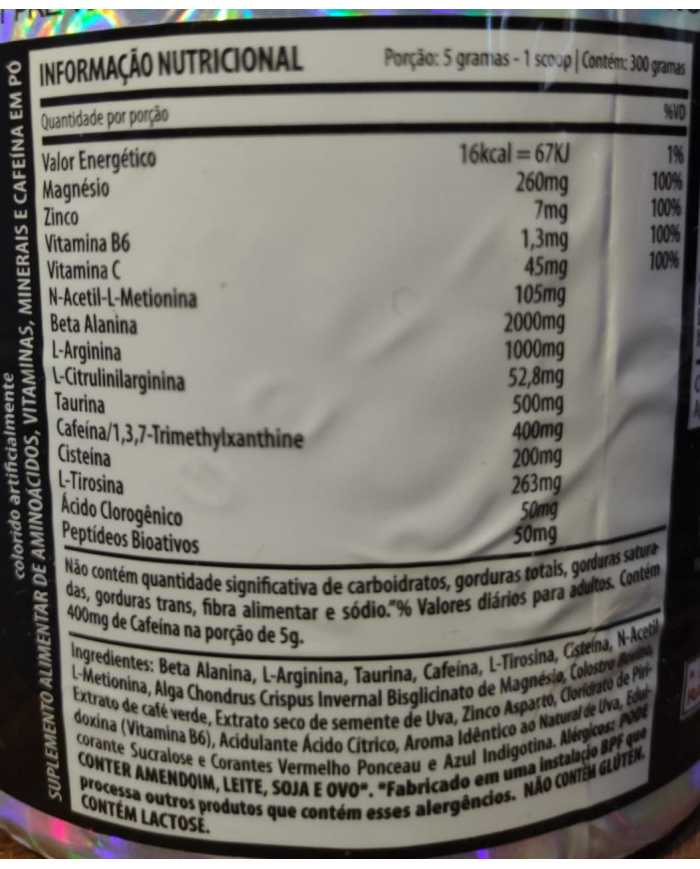 INFORMAÇÃO NUTRICIONAL
Porção: 5 gramas - 1 scoop | Contém: 300 gramas
Quantidade por porção %VD
Valor Energético 16kcal = 67KJ 1%
Magnésio 260mg 100%
Zinco 7mg 100%
Vitamina B6 1,3mg 100%
Vitamina C 45mg 100%
N-Acetil-L-Metionina 105mg
Beta Alanina 2000mg
L-Arginina 1000mg
L-Citrulinilarginina 52,8mg
Taurina 500mg
Cafeína/1,3,7-Trimethylxanthine 400mg
Cisteína 200mg
L-Tirosina 263mg
Ácido Clorogênico 50mg
Peptídeos Bioativos 50mg
Não contém quantidade significativa de carboidratos, gorduras totais, gorduras satura-
das, gorduras trans, fibra alimentar e sódio."% Valores diários para adultos. Contém
400mg de Cafeína na porção de 5g.
Ingredientes: Beta Alanina, L-Arginina, Taurina, Cafeína, L-Tirosina, Cisteína, N-Acetil
L-Metionina, Alga Chondrus Crispus Invernal Bisglicinato de Magnésio, Colostro Bovino,
Extrato de café verde, Extrato seco de semente de Uva, Zinco Asparto, Cloridrato de Piri-
doxina (Vitamina B6), Acidulante Ácido Cítrico, Aroma Idêntico ao Natural de Uva, Edul-
corante Sucralose e Corantes Vermelho Ponceau e Azul Indigotina. Alérgicos: PODE
CONTER AMENDOIM, LEITE, SOJA E OVO*. *Fabricado em uma instalação BPF que
processa outros produtos que contém esses alergências. NÃO CONTÉM GLÚTEN.
CONTÉM LACTOSE.
colorido artificialmente
SUPLEMENTO ALIMENTAR DE AMINOÁCIDOS, VITAMINAS, MINERAIS E CAFEÍNA EM PÓ